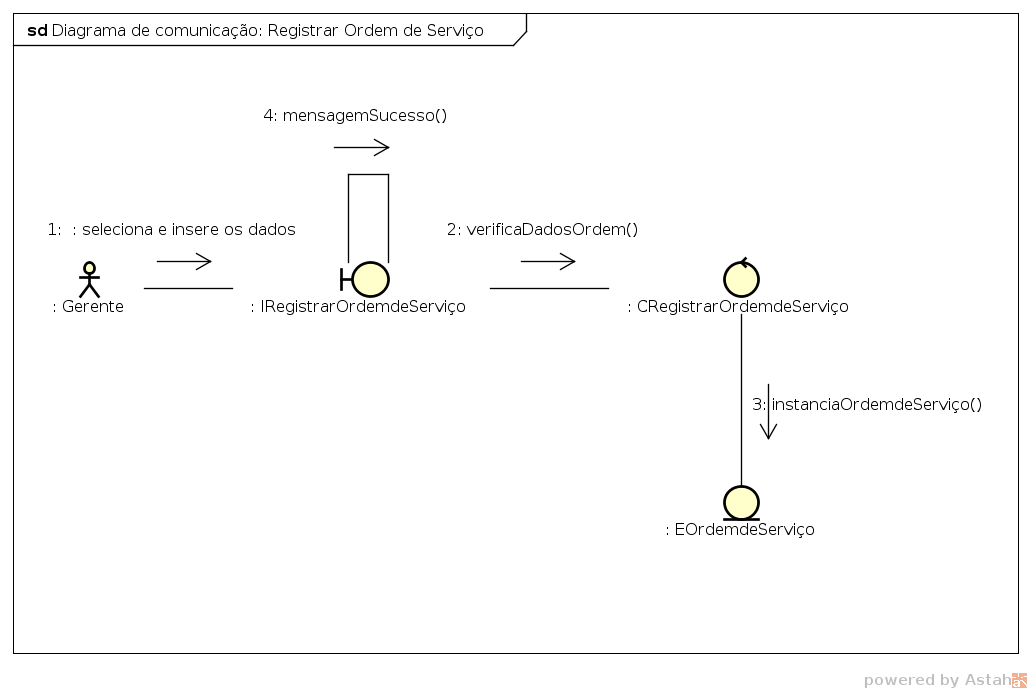 sd Diagrama de comunicação: Registrar Ordem de Serviço
4: mensagemSucesso()
1:  : seleciona e insere os dados
2: verificaDadosOrdem()
: Gerente
: IRegistrarOrdemdeServiço
: CRegistrarOrdemdeServiço
3: instanciaOrdemdeServiço()
: EOrdemdeServiço
powered by Astah